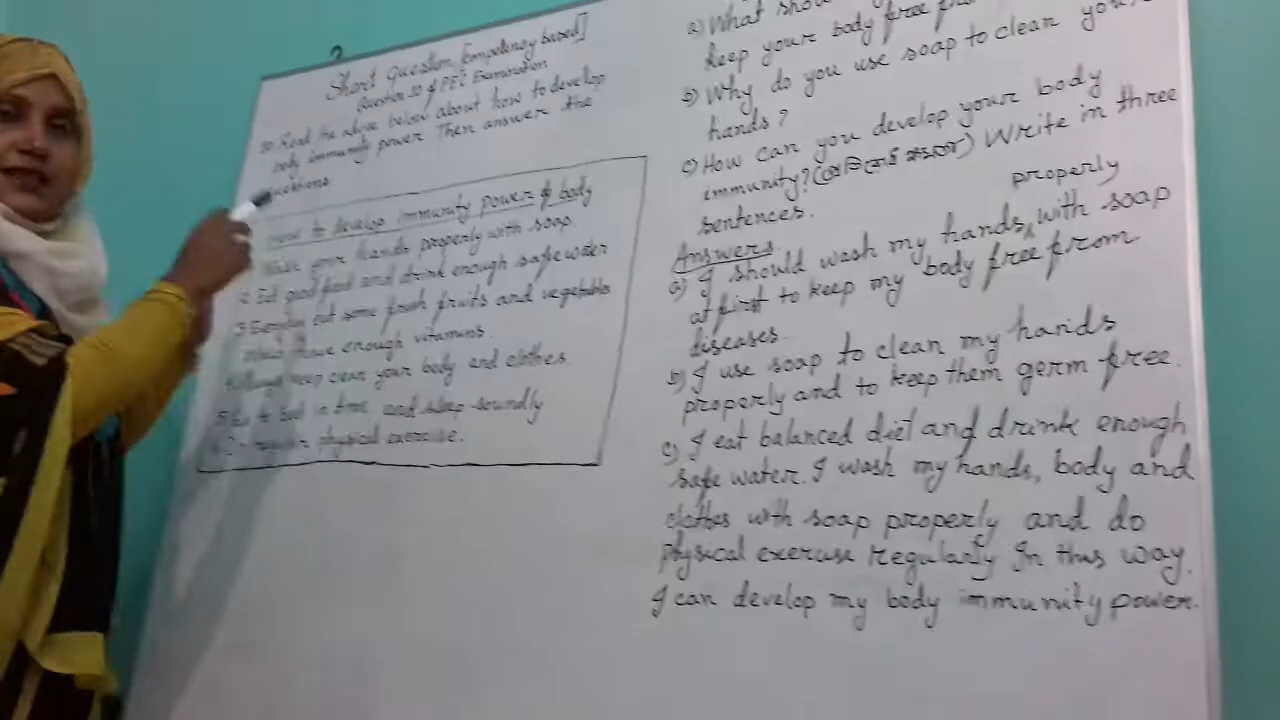 Short Question [Competency based]
Question 10 of PEC Examination
10 Read the advice below about how to develop
body immunity power. Then answer the
questions.
How to develop immunity power of body
Wash your hands properly with soap.
2. Eat good food and drink enough safe water
3. Everyday eat some fresh fruits and vegetables
which have enough vitamins.
4. Always keep clean your body and clothes.
5. Go to bed in time and sleep soundly
6. Do regular physical exercise.
a) What
keep your body free
b) Why do you use soap to clean your
hands?
c) How can you develop your body
immunity? Write in three
sentences.
Answers
properly
a) I should wash my hands, with soap
at first to keep my body free from
diseases.
b) I use soap to clean my hands
properly and to keep them germ free.
c) I eat balanced diet and drink enough
safe water. I wash my hands, body and
clothes with soap properly and do
physical exercise regularly In this way.
I can develop my body immunity power.